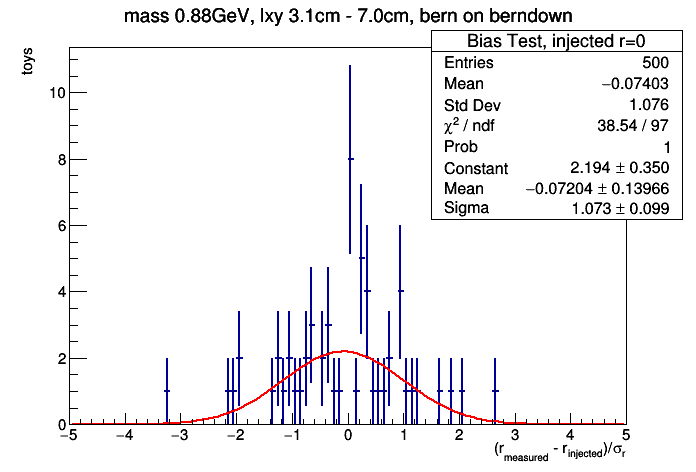 mass 0.88GeV, lxy 3.1cm - 7.0cm, bern on berndown
Bias Test, injected r=0
Entries 500
Mean −0.07403
Std Dev 1.076
χ² / ndf 38.54 / 97
Prob 1
Constant 2.194 ± 0.350
Mean −0.07204 ± 0.13966
Sigma 1.073 ± 0.099
toys
10
8
6
4
2
0
−5 −4 −3 −2 −1 0 1 2 3 4 5
(r_measured - r_injected)/σ_r